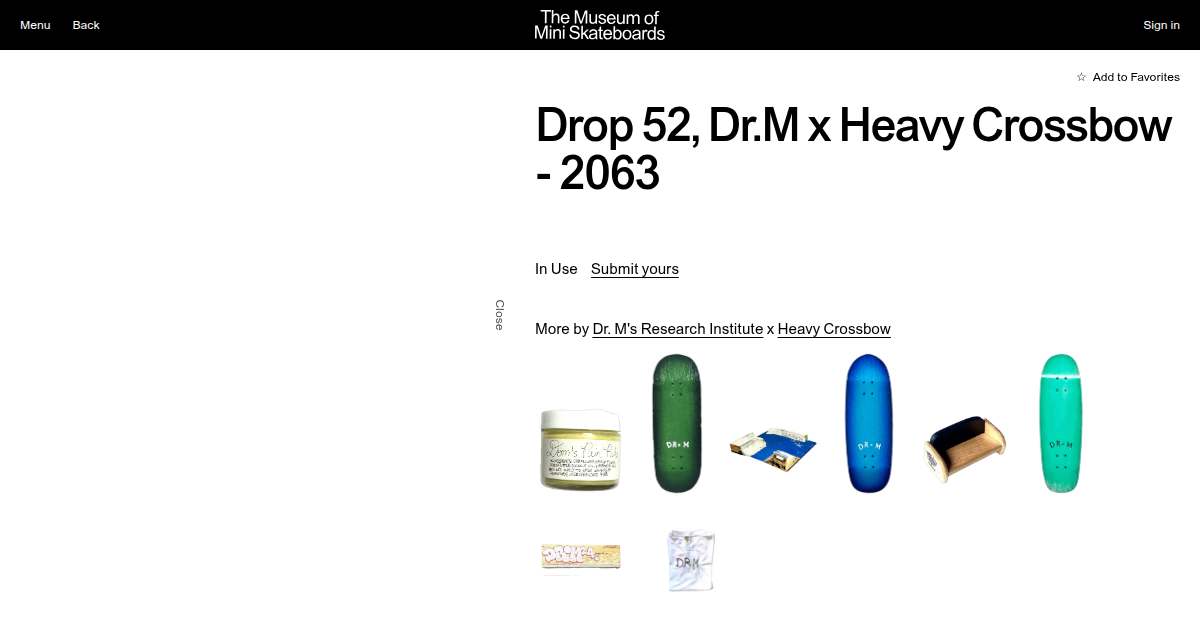 Menu
Back
The Museum of
Mini Skateboards
Sign in
☆ Add to Favorites
Drop 52, Dr.M x Heavy Crossbow
- 2063
In Use
Submit yours
Close
More by Dr. M's Research Institute x Heavy Crossbow
DR•M
DR•M
DR•M
DRM